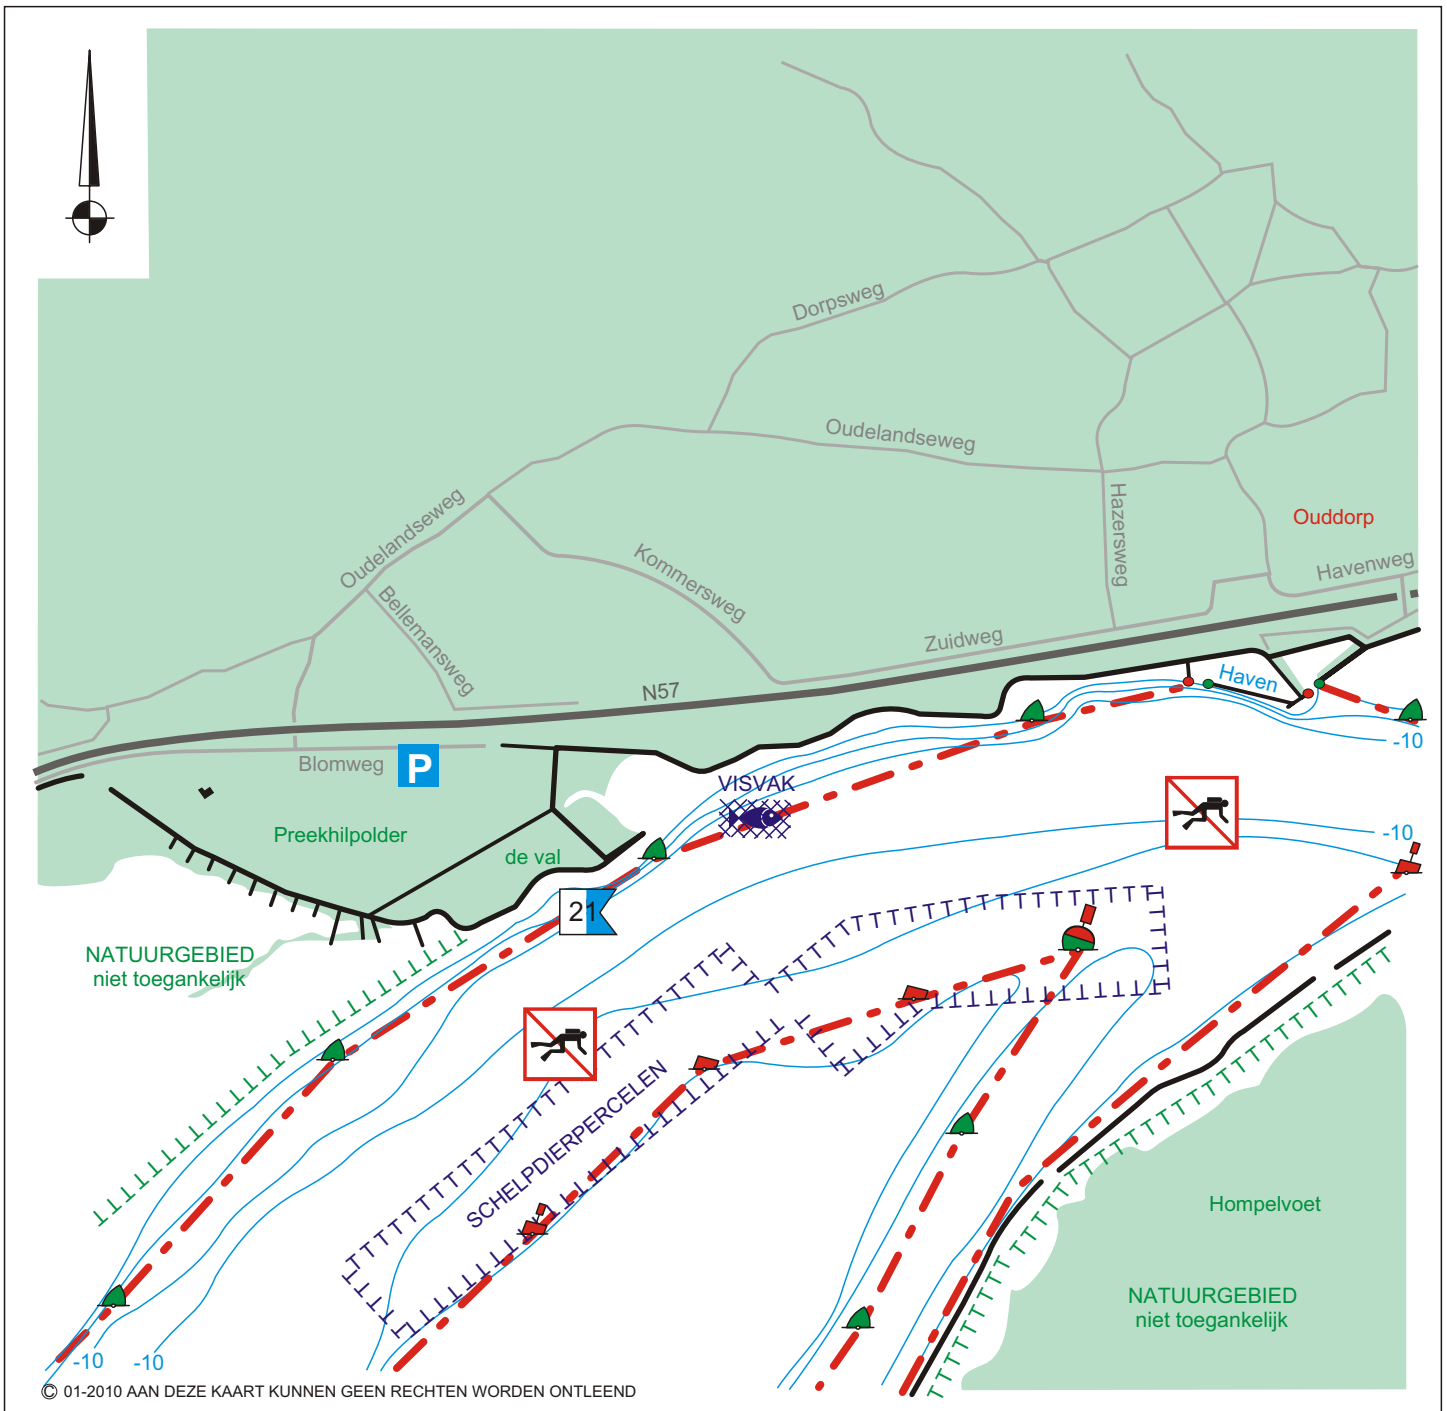 Dorpsweg
Oudelandseweg
Oudelandseweg
Hazersweg
Ouddorp
Kommersweg
Havenweg
Bellemansweg
Zuidweg
N57
Haven
-10
Blomweg
P
VISVAK
Preekhilpolder
de val
-10
21
NATUURGEBIED
niet toegankelijk
SCHELPDIERPERCELEN
Hompelvoet
NATUURGEBIED
niet toegankelijk
-10
-10
© 01-2010 AAN DEZE KAART KUNNEN GEEN RECHTEN WORDEN ONTLEEND